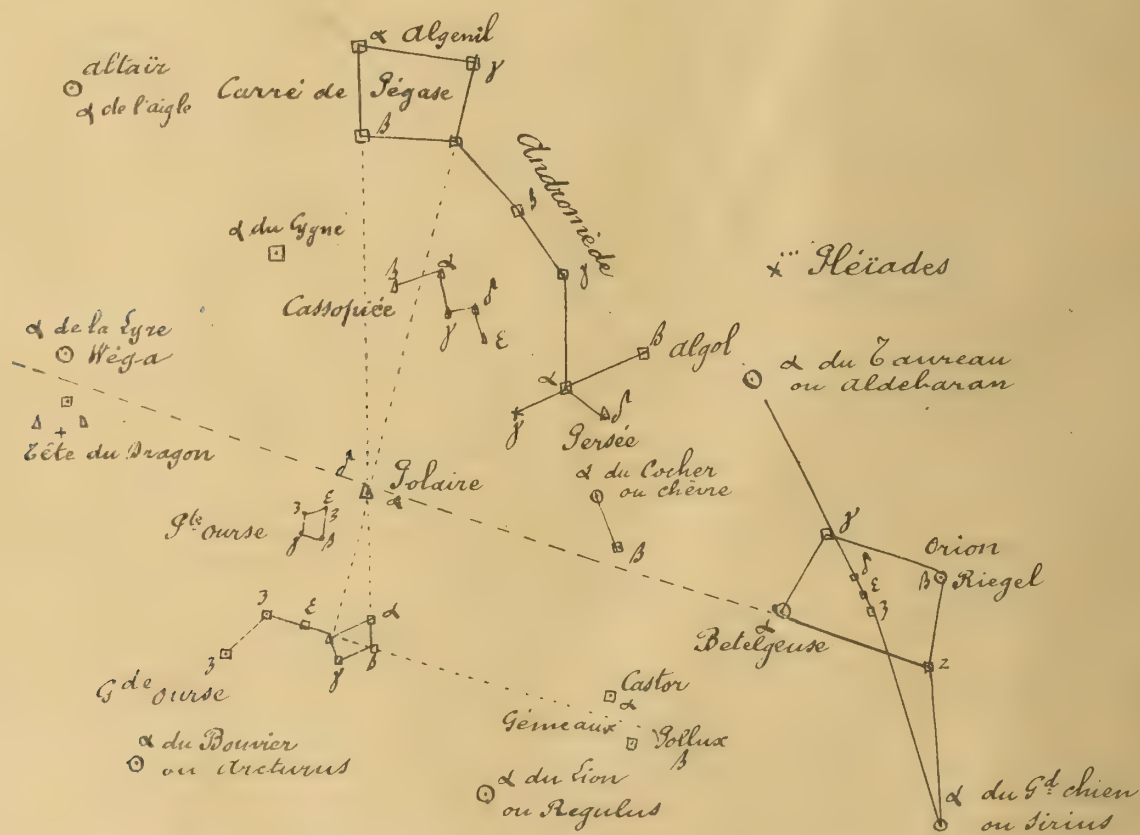 α Algenil
γ
Altaïr
α de l'aigle
Carré de Pégase
β
Andromède
β
γ
α du Cygne
Pléïades
β
α
Cassopiée
γ
δ
ε
α de la Lyre
Wéga
β Algol
α
γ
δ
Persée
α du Taureau
ou Aldebaran
Tête du Dragon
δ
Polaire
α
α du Cocher
ou chèvre
β
Pte Ourse
ε
γ
β
γ
Orion
δ
ε
ζ
β Riegel
α
Betelgeuse
Gde Ourse
ε
α
γ
β
Castor
α
Gémeaux
Pollux
β
α du Bouvier
ou Arcturus
α du Lion
ou Regulus
α du Gd chien
ou Sirius